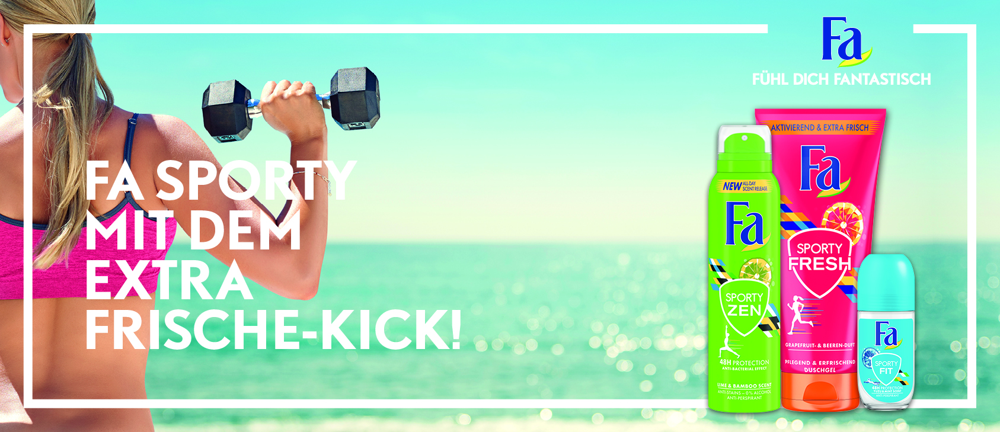 Fa
FÜHL DICH FANTASTISCH
FA SPORTY
MIT DEM
EXTRA
FRISCHE-KICK!
NEW ALL-DAY
SCENT RELEASE
Fa
SPORTY
ZEN
48H PROTECTION
ANTI-BACTERIAL EFFECT
LIME & BAMBOO SCENT
ANTI-STAINS – 0% ALCOHOL
ANTI-PERSPIRANT
AKTIVIEREND & EXTRA FRISCH
Fa
SPORTY
FRESH
GRAPEFRUIT- & BEEREN-DUFT
PFLEGEND & ERFRISCHEND
DUSCHGEL
Fa
SPORTY
FIT
48H PROTECTION
ANTI-PERSPIRANT